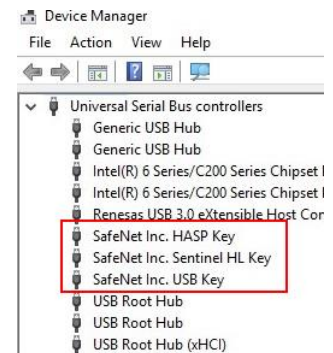 Device Manager
File Action View Help
Universal Serial Bus controllers
Generic USB Hub
Generic USB Hub
Intel(R) 6 Series/C200 Series Chipset
Intel(R) 6 Series/C200 Series Chipset
Renesas USB 3.0 eXtensible Host
SafeNet Inc. HASP Key
SafeNet Inc. Sentinel HL Key
SafeNet Inc. USB Key
USB Root Hub
USB Root Hub
USB Root Hub (xHCI)